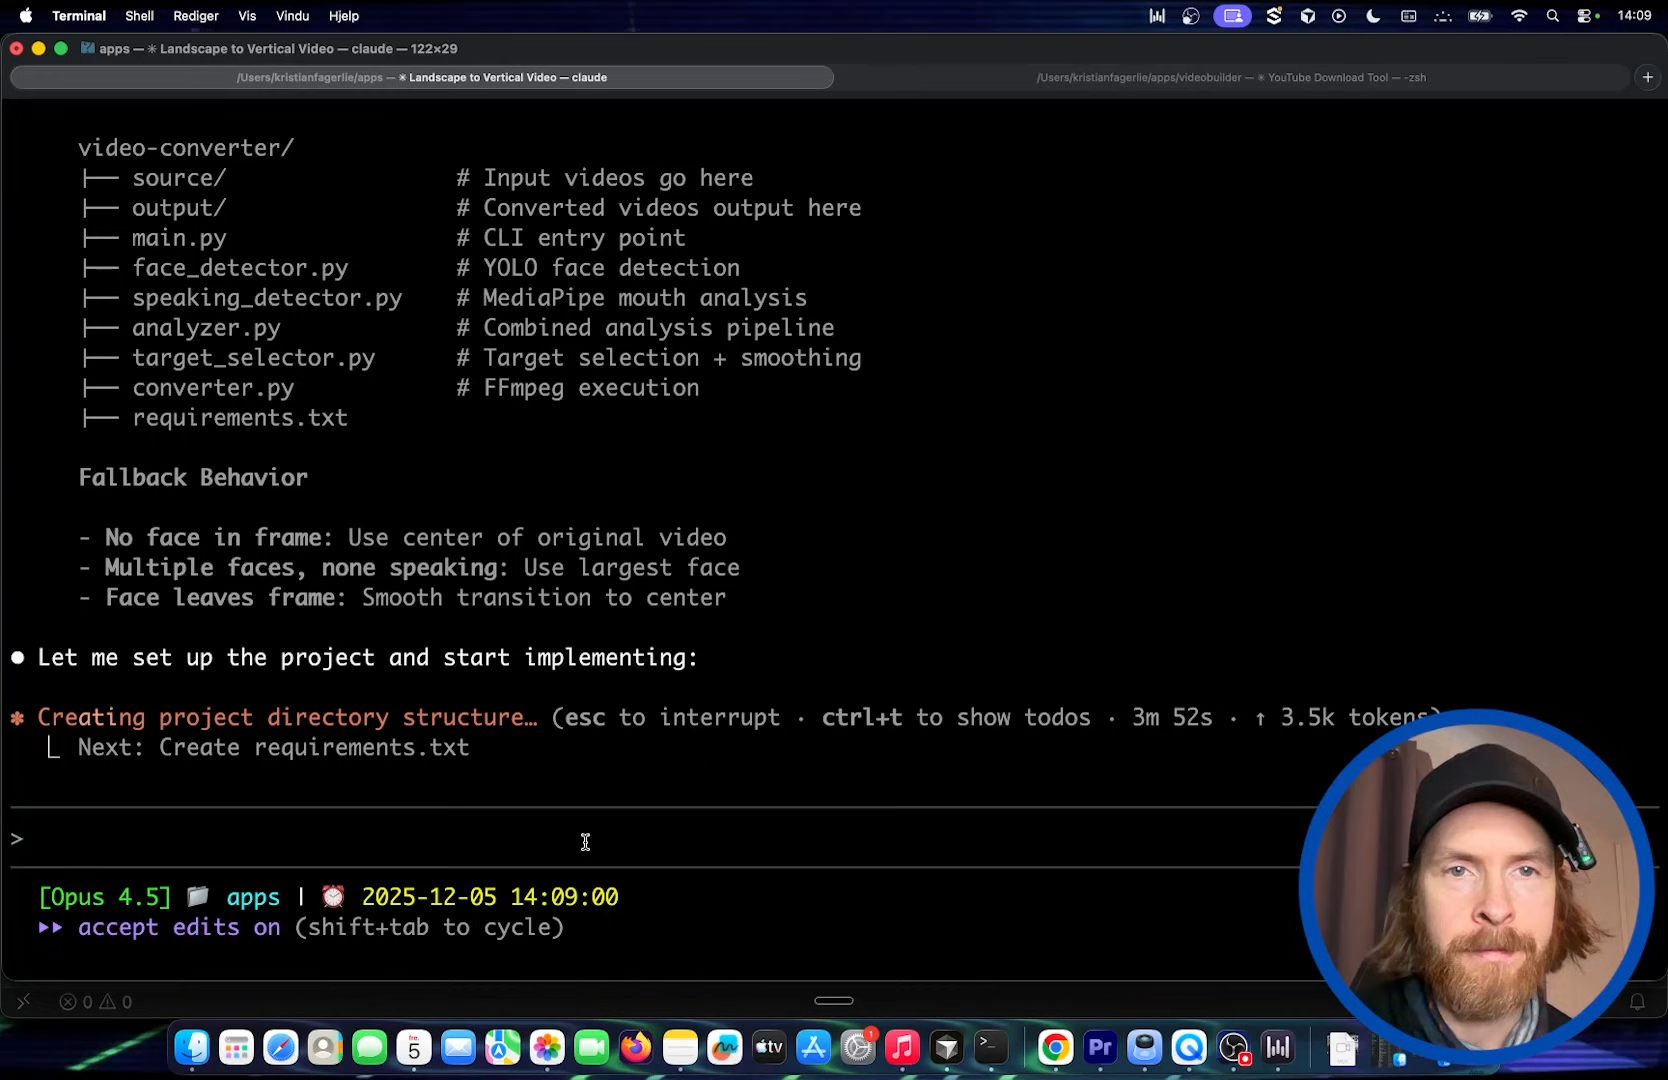 Terminal Shell Rediger Vis Vindu Hjelp 14:09
apps — ✳ Landscape to Vertical Video — claude — 122×29
/Users/kristianfagerlie/apps — ✳ Landscape to Vertical Video — claude
/Users/kristianfagerlie/apps/videobuilder — ✳ YouTube Download Tool — -zsh
video-converter/
├── source/ # Input videos go here
├── output/ # Converted videos output here
├── main.py # CLI entry point
├── face_detector.py # YOLO face detection
├── speaking_detector.py # MediaPipe mouth analysis
├── analyzer.py # Combined analysis pipeline
├── target_selector.py # Target selection + smoothing
├── converter.py # FFmpeg execution
├── requirements.txt
Fallback Behavior
- No face in frame: Use center of original video
- Multiple faces, none speaking: Use largest face
- Face leaves frame: Smooth transition to center
● Let me set up the project and start implementing:
✽ Creating project directory structure… (esc to interrupt · ctrl+t to show todos · 3m 52s · ↑ 3.5k tokens)
⎿ Next: Create requirements.txt
>
[Opus 4.5] 📁 apps | ⏰ 2025-12-05 14:09:00
▸▸ accept edits on (shift+tab to cycle)
0 0
fre.
5
tv
1
>_
Pr